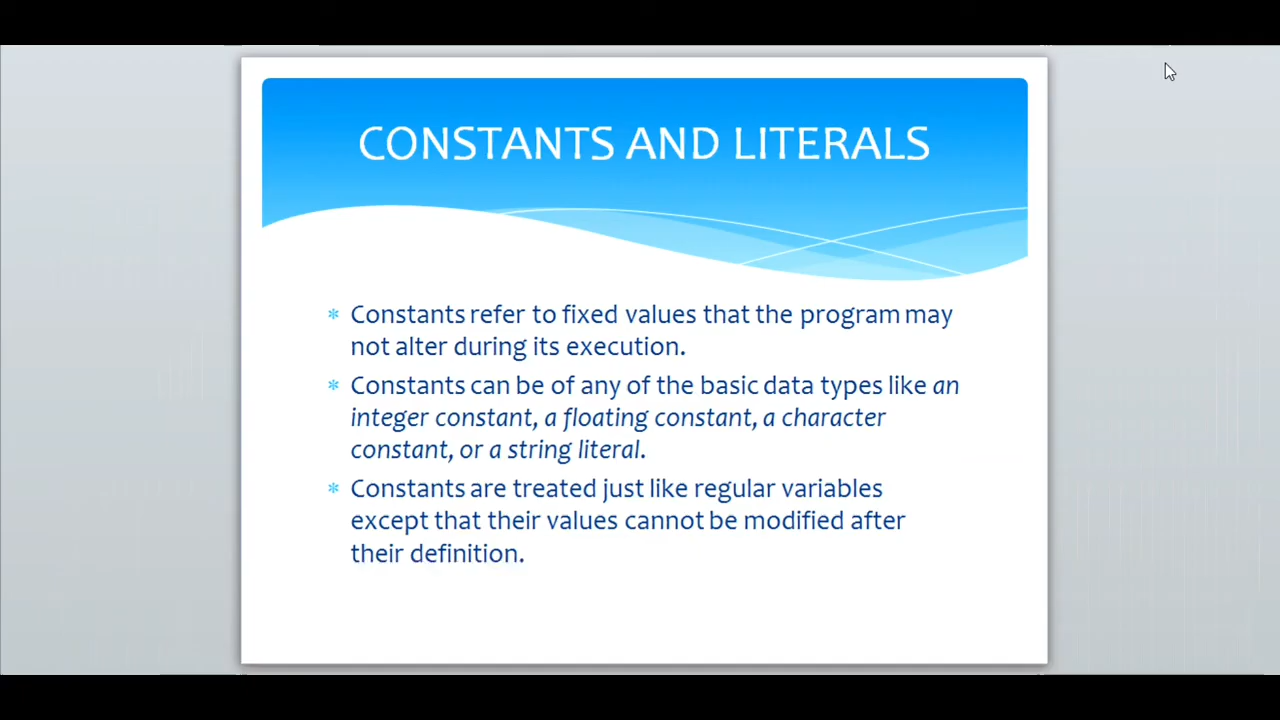 CONSTANTS AND LITERALS
Constants refer to fixed values that the program may
not alter during its execution.
Constants can be of any of the basic data types like an
integer constant, a floating constant, a character
constant, or a string literal.
Constants are treated just like regular variables
except that their values cannot be modified after
their definition.